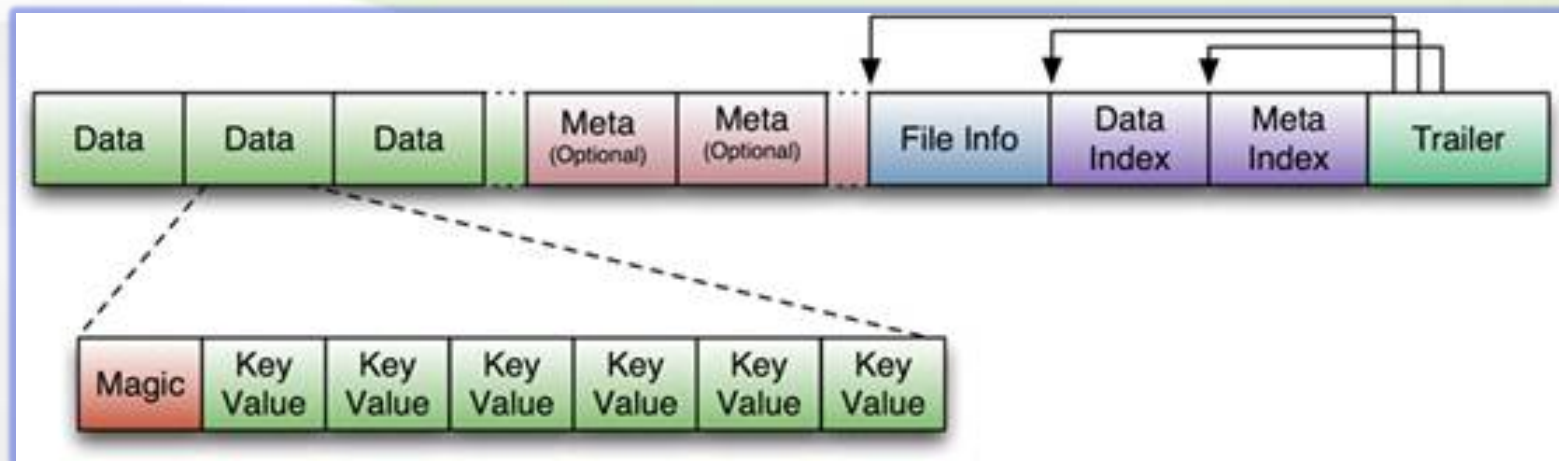 Data
Data
Data
Meta
(Optional)
Meta
(Optional)
File Info
Data
Index
Meta
Index
Trailer
Magic
Key
Value
Key
Value
Key
Value
Key
Value
Key
Value
Key
Value